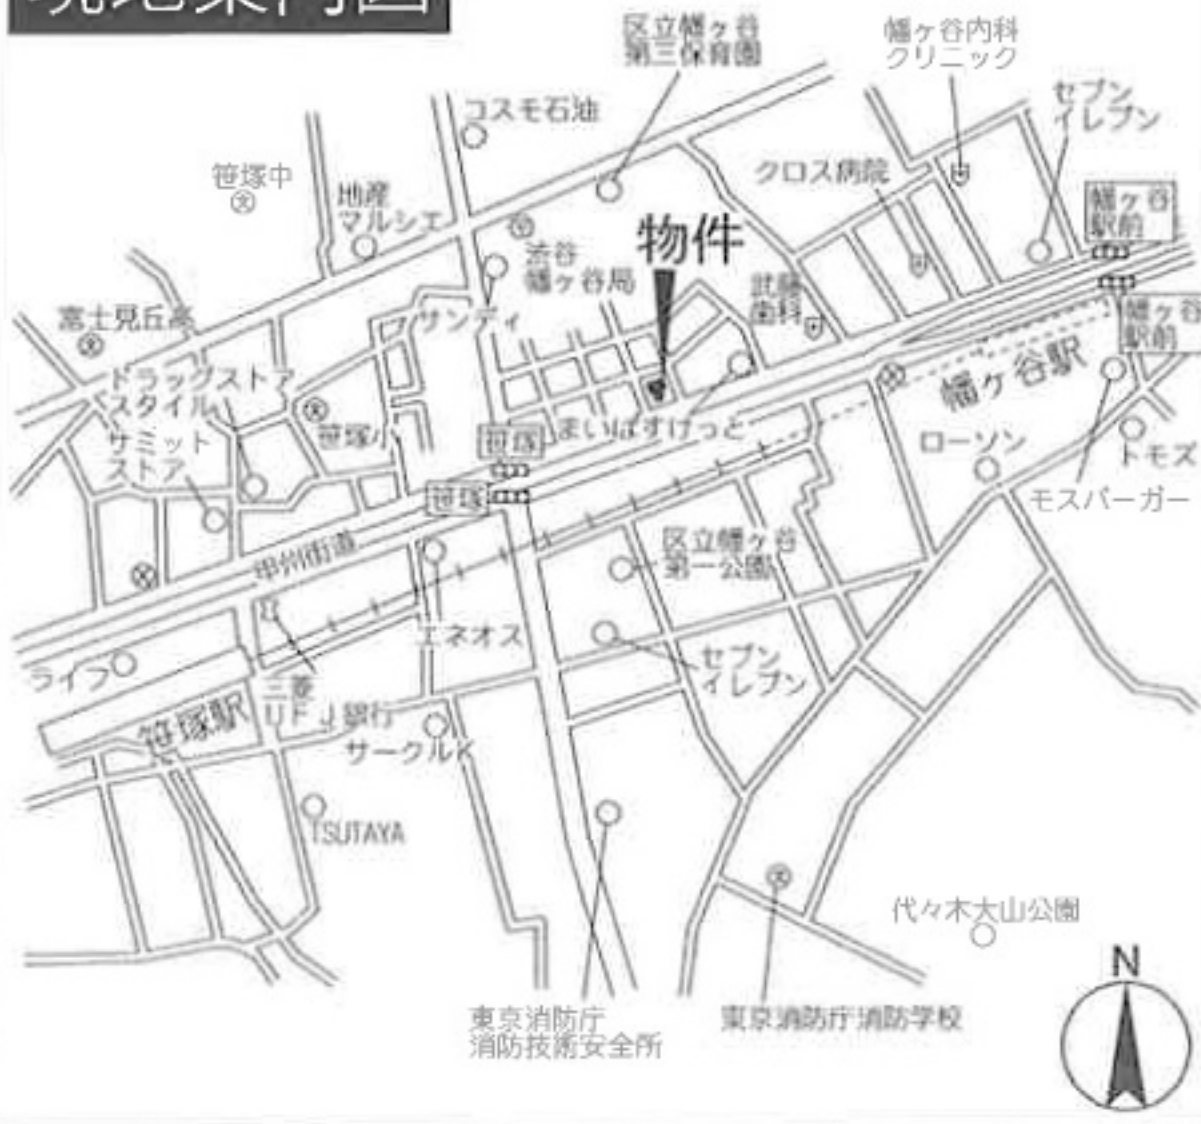 現地案内図
区立幡ヶ谷
第三保育園
幡ヶ谷内科
クリニック
コスモ石油
セブン
イレブン
笹塚中
地産
マルシェ
クロス病院
幡ヶ谷
駅前
物件
渋谷
幡ヶ谷局
武藤
歯科
サンディ
富士見丘高
幡ヶ谷
駅前
ドラッグストア
スタイル
幡ヶ谷駅
サミット
ストア
笹塚小
笹塚
まいばすけっと
ローソン
トモズ
笹塚
モスバーガー
甲州街道
区立幡ヶ谷
第一公園
エネオス
セブン
イレブン
ライフ
三菱
UFJ銀行
笹塚駅
サークルK
TSUTAYA
代々木大山公園
東京消防庁
消防技術安全所
東京消防庁消防学校
N